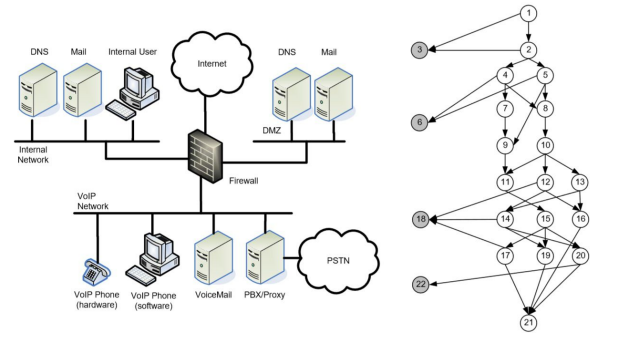 DNS
Mail
Internal User
Internet
DNS
Mail
Internal
Network
DMZ
Firewall
VoIP
Network
PSTN
VoIP Phone
(hardware)
VoIP Phone
(software)
VoiceMail
PBX/Proxy
1
3
2
4
5
6
7
8
9
10
11
12
13
18
14
15
16
17
19
20
22
21